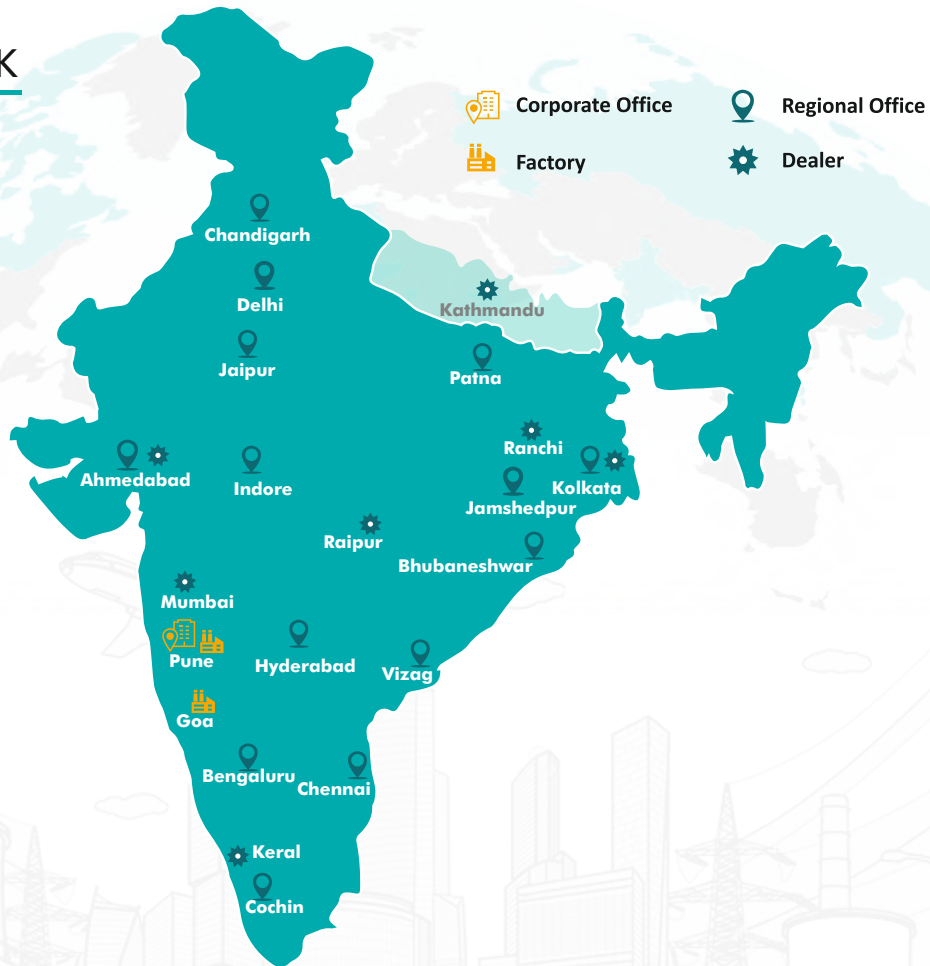 K
Corporate Office
Regional Office
Factory
Dealer
Chandigarh
Delhi
Kathmandu
Jaipur
Patna
Ranchi
Ahmedabad
Indore
Kolkata
Jamshedpur
Raipur
Bhubaneshwar
Mumbai
Pune
Hyderabad
Vizag
Goa
Bengaluru
Chennai
Keral
Cochin